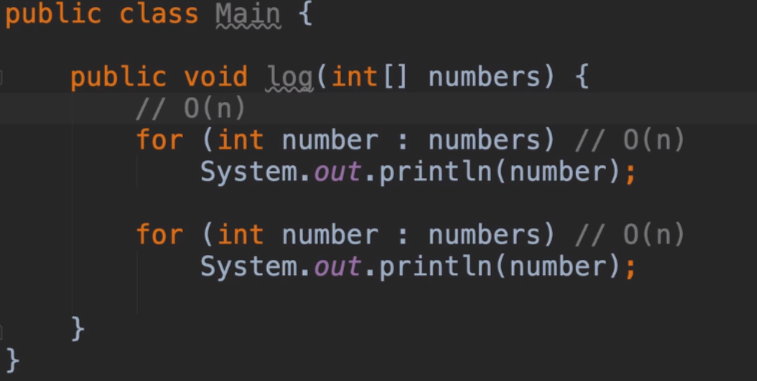 public class Main {
public void log(int[] numbers) {
// O(n)
for (int number : numbers) // O(n)
System.out.println(number);
for (int number : numbers) // O(n)
System.out.println(number);
}
}